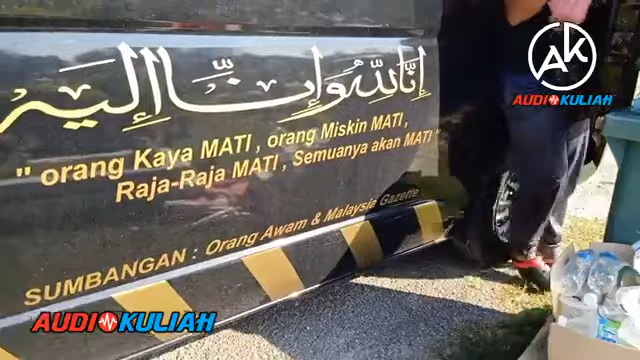 إنا لله وإنا إليه
" orang Kaya MATI , orang Miskin MATI ,
Raja-Raja MATI , Semuanya akan MATI "
SUMBANGAN : Orang Awam & Malaysia Gazette
AK
AUDIOKULIAH
AUDIOKULIAH